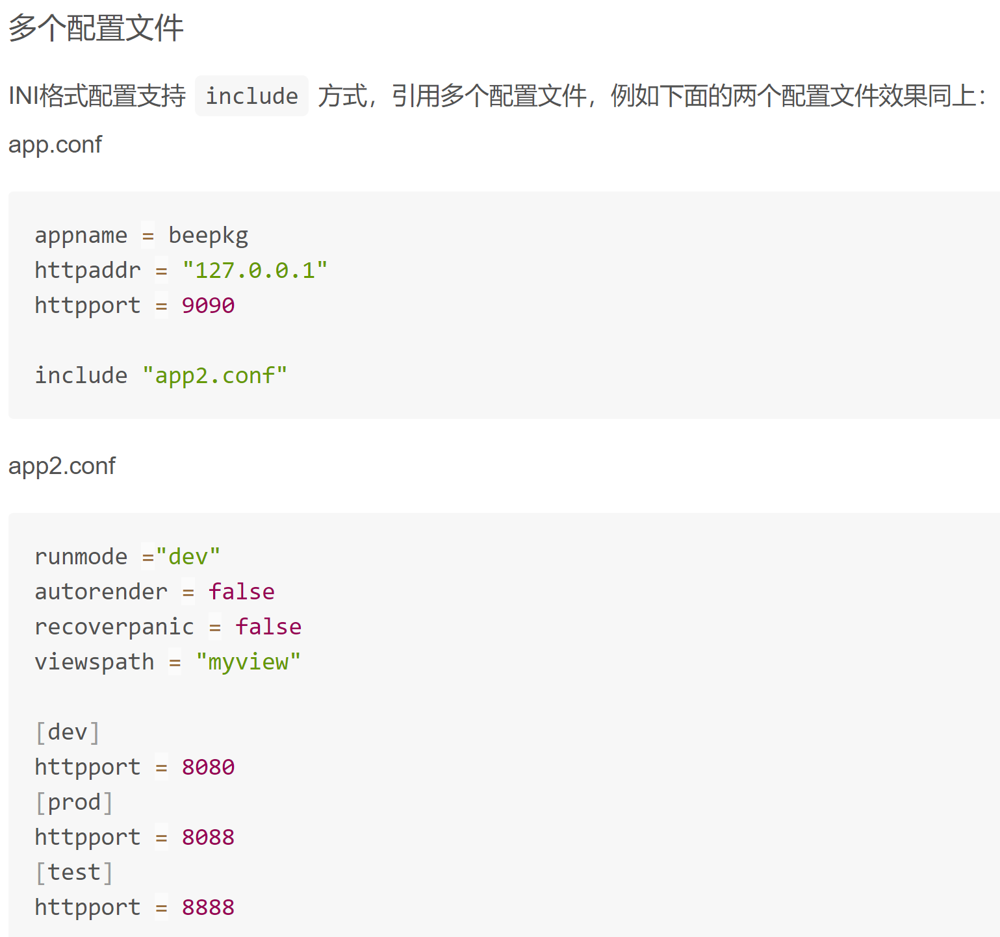 多个配置文件
INI格式配置支持 include 方式，引用多个配置文件，例如下面的两个配置文件效果同上：
app.conf
appname = beepkg
httpaddr = "127.0.0.1"
httpport = 9090
include "app2.conf"
app2.conf
runmode ="dev"
autorender = false
recoverpanic = false
viewspath = "myview"
[dev]
httpport = 8080
[prod]
httpport = 8088
[test]
httpport = 8888